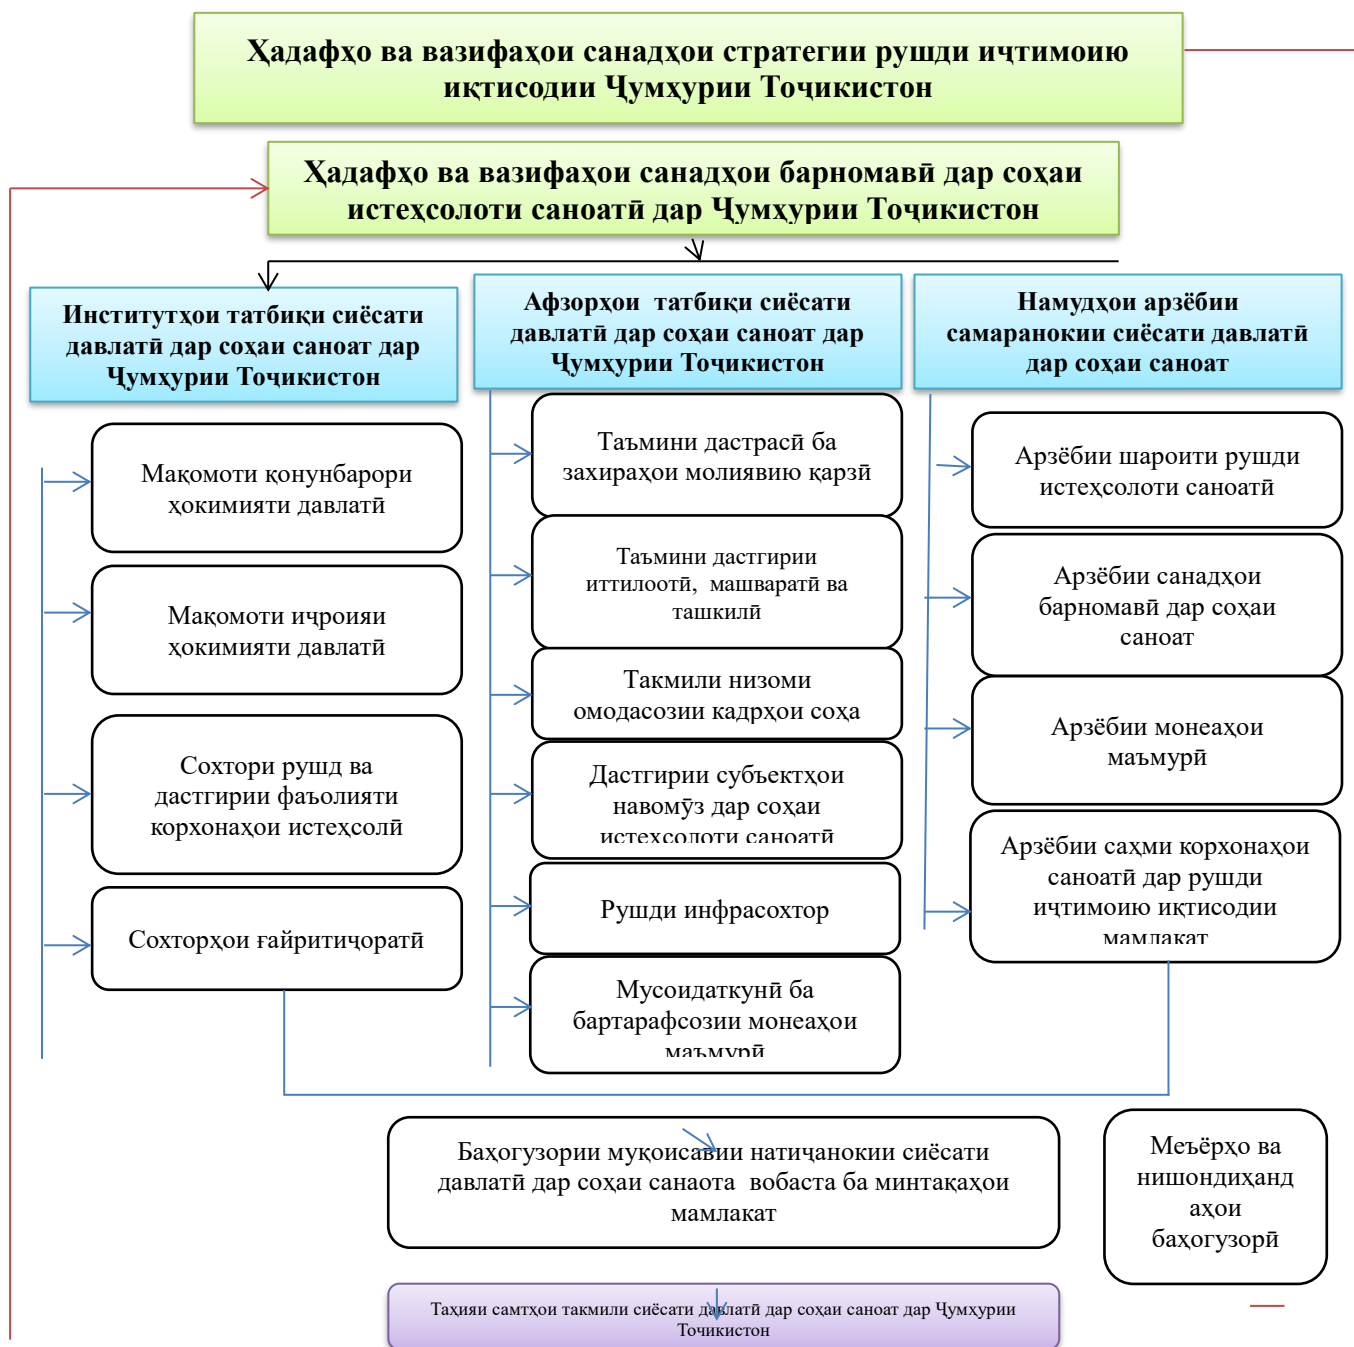 Ҳадафҳо ва вазифаҳои санадҳои стратегии рушди иҷтимоию
иқтисодии Ҷумҳурии Тоҷикистон
Ҳадафҳо ва вазифаҳои санадҳои барномавӣ дар соҳаи
истеҳсолоти саноатӣ дар Ҷумҳурии Тоҷикистон
Институтҳои татбиқи сиёсати
давлатӣ дар соҳаи саноат дар
Ҷумҳурии Тоҷикистон
Мақомоти қонунбарори
ҳокимияти давлатӣ
Мақомоти иҷроияи
ҳокимияти давлатӣ
Сохтори рушд ва
дастгирии фаъолияти
корхонаҳои истеҳсолӣ
Сохторҳои ғайритиҷоратӣ
Афзорҳои татбиқи сиёсати
давлатӣ дар соҳаи саноат дар
Ҷумҳурии Тоҷикистон
Таъмини дастрасӣ ба
захираҳои молиявию қарзӣ
Таъмини дастгирии
иттилоотӣ, машваратӣ ва
ташкилӣ
Такмили низоми
омодасозии кадрҳои соҳа
Дастгирии субъектҳои
навомӯз дар соҳаи
истеҳсолоти саноатӣ
Рушди инфрасохтор
Мусоидаткунӣ ба
бартарафсозии монеаҳои
маъмурӣ
Намудҳои арзёбии
самаранокии сиёсати давлатӣ
дар соҳаи саноат
Арзёбии шароити рушди
истеҳсолоти саноатӣ
Арзёбии санадҳои
барномавӣ дар соҳаи
саноат
Арзёбии монеаҳои
маъмурӣ
Арзёбии саҳми корхонаҳои
саноатӣ дар рушди
иҷтимоию иқтисодии
мамлакат
Баҳогузории муқоисавии натиҷанокии сиёсати
давлатӣ дар соҳаи санаота вобаста ба минтақаҳои
мамлакат
Меъёрҳо ва
нишондиҳанд
аҳои
баҳогузорӣ
Таҳияи самтҳои такмили сиёсати давлатӣ дар соҳаи саноат дар Ҷумҳурии
Тоҷикистон